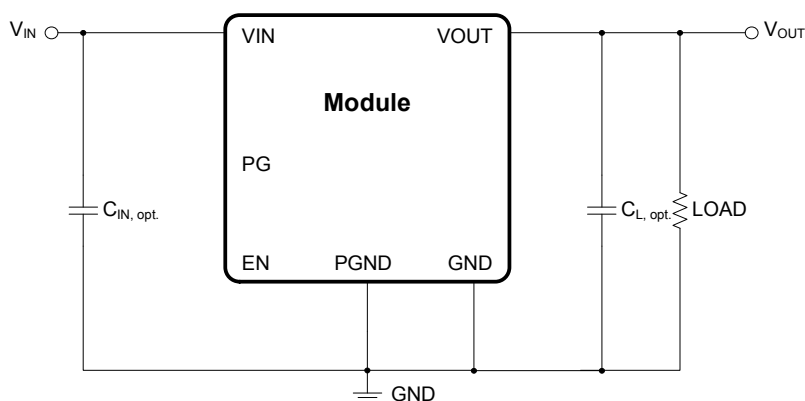 VIN
VIN
VOUT
VOUT
Module
PG
CIN, opt.
CL, opt.
LOAD
EN
PGND
GND
GND